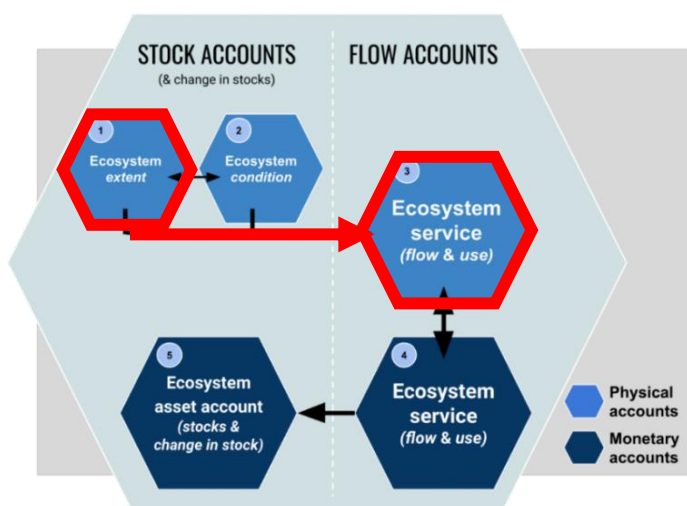 STOCK ACCOUNTS
(& change in stocks)
FLOW ACCOUNTS
1
Ecosystem
extent
2
Ecosystem
condition
3
Ecosystem
service
(flow & use)
5
Ecosystem
asset account
(stocks &
change in stock)
4
Ecosystem
service
(flow & use)
Physical
accounts
Monetary
accounts